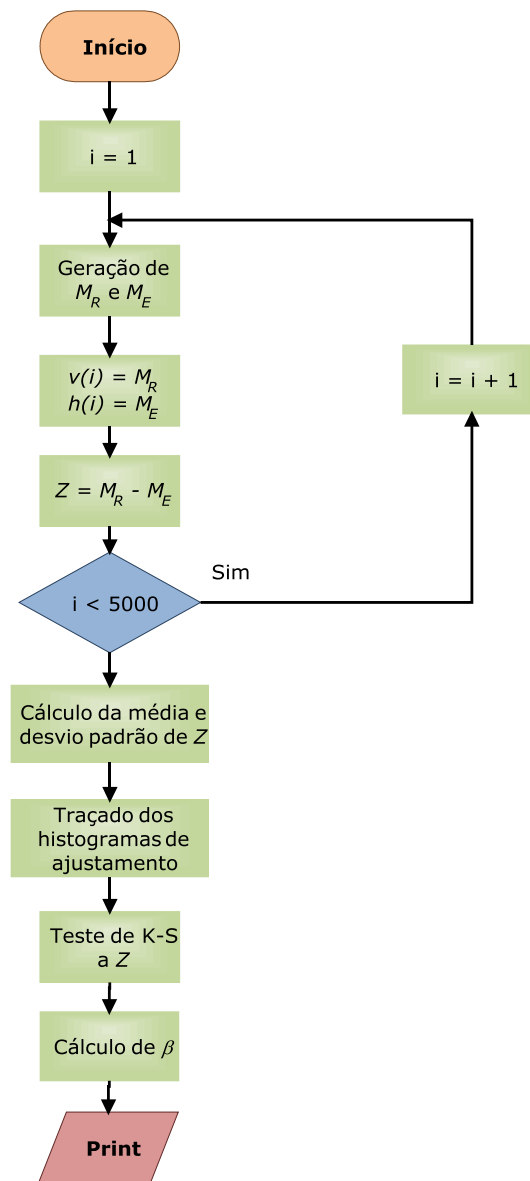 Início
i = 1
Geração de
M_R e M_E
v(i) = M_R
h(i) = M_E
i = i + 1
Z = M_R - M_E
Sim
i < 5000
Cálculo da média e
desvio padrão de Z
Traçado dos
histogramas de
ajustamento
Teste de K-S
a Z
Cálculo de β
Print